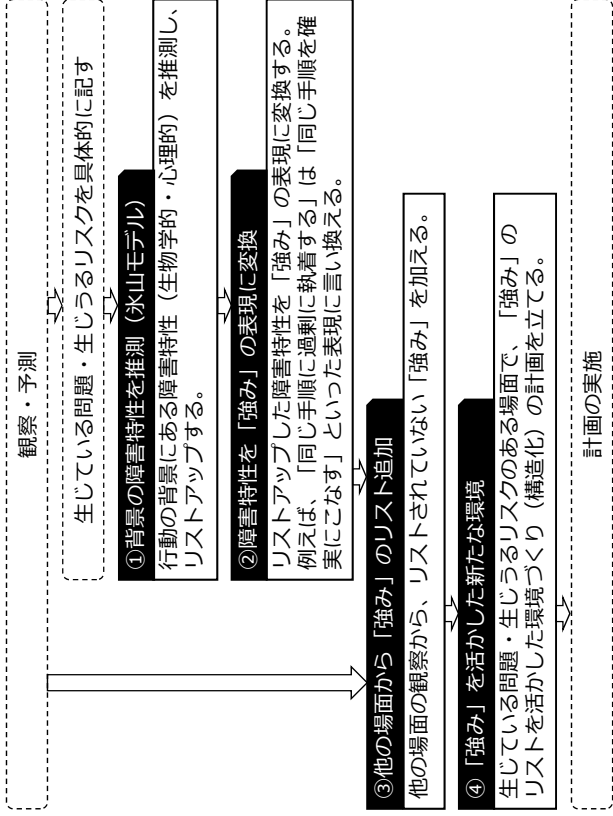 観察・予測
生じている問題・生じうるリスクを具体的に記す
①背景の障害特性を推測（氷山モデル）
行動の背景にある障害特性（生物学的・心理的）を推測し、
リストアップする。
②障害特性を「強み」の表現に変換
リストアップした障害特性を「強み」の表現に変換する。
例えば、「同じ手順に過剰に執着する」は「同じ手順を確
実にこなす」といった表現に言い換える。
③他の場面から「強み」のリスト追加
他の場面の観察から、リストされていない「強み」を加える。
④「強み」を活かした新たな環境
生じている問題・生じうるリスクのある場面で、「強み」の
リストを活かした環境づくり（構造化）の計画を立てる。
計画の実施